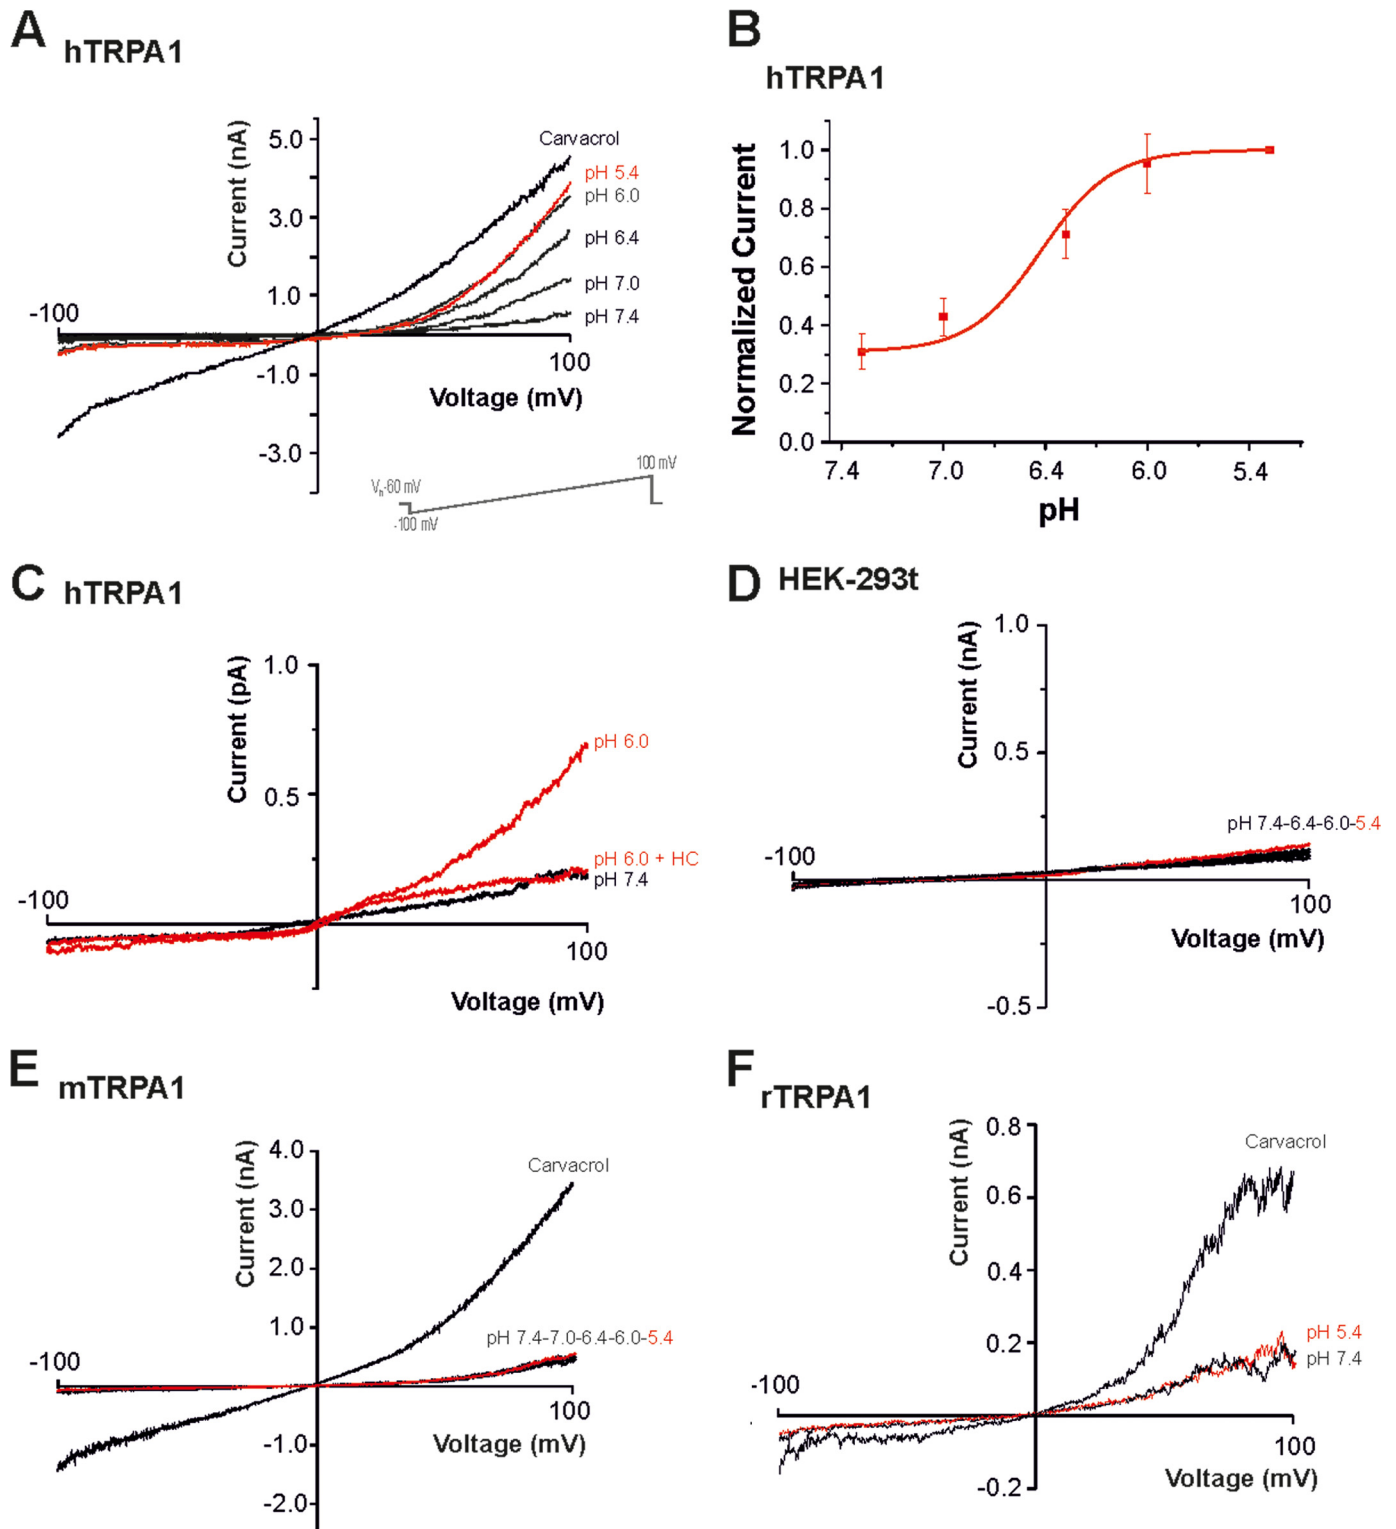 A
hTRPA1
Current (nA)
5.0
3.0
1.0
-1.0
-3.0
-100
100
Voltage (mV)
Carvacrol
pH 5.4
pH 6.0
pH 6.4
pH 7.0
pH 7.4
Vh-60 mV
-100 mV
100 mV
B
hTRPA1
Normalized Current
1.0
0.8
0.6
0.4
0.2
0.0
7.4 7.0 6.4 6.0 5.4
pH
C
hTRPA1
Current (pA)
1.0
0.5
-100
100
Voltage (mV)
pH 6.0
pH 6.0 + HC
pH 7.4
D
HEK-293t
Current (nA)
1.0
0.5
-0.5
-100
100
Voltage (mV)
pH 7.4-6.4-6.0-5.4
E
mTRPA1
Current (nA)
4.0
3.0
2.0
1.0
-1.0
-2.0
-100
100
Voltage (mV)
Carvacrol
pH 7.4-7.0-6.4-6.0-5.4
F
rTRPA1
Current (nA)
0.8
0.6
0.4
0.2
-0.2
-100
100
Voltage (mV)
Carvacrol
pH 5.4
pH 7.4